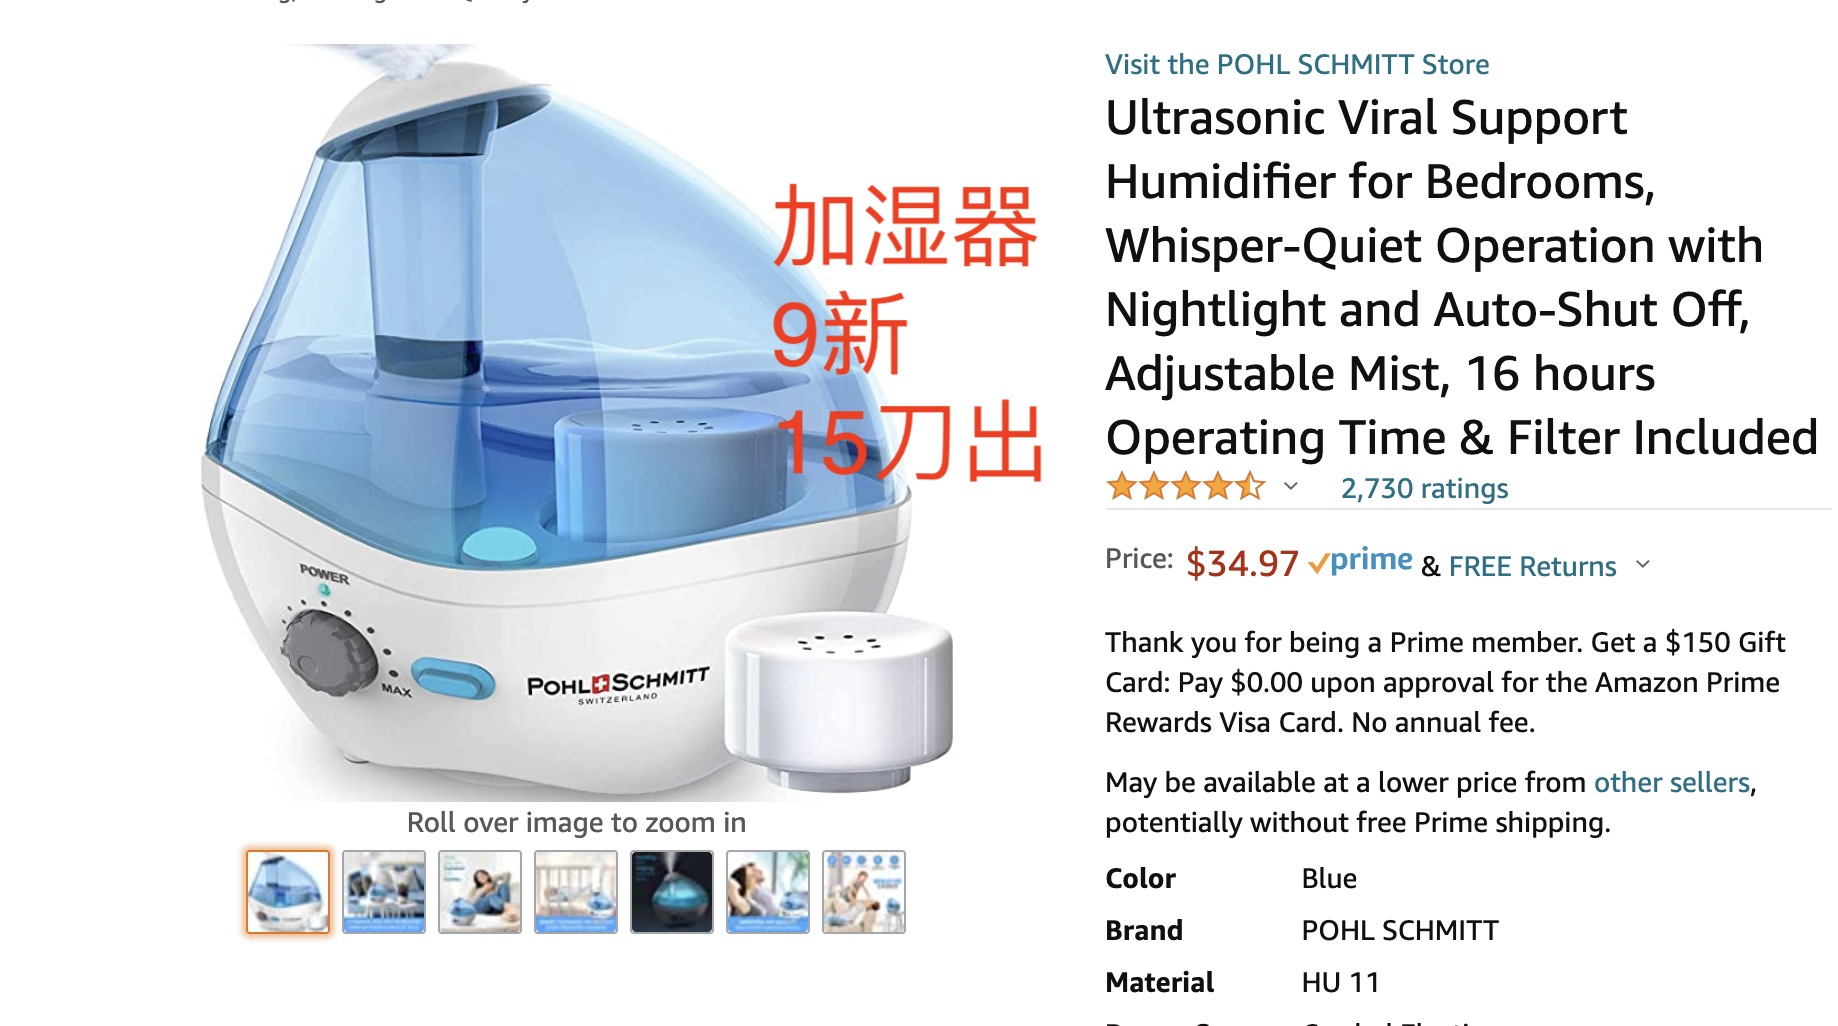 Visit the POHL SCHMITT Store
Ultrasonic Viral Support
Humidifier for Bedrooms,
Whisper-Quiet Operation with
Nightlight and Auto-Shut Off,
Adjustable Mist, 16 hours
Operating Time & Filter Included
2,730 ratings
Price: $34.97 prime & FREE Returns
Thank you for being a Prime member. Get a $150 Gift
Card: Pay $0.00 upon approval for the Amazon Prime
Rewards Visa Card. No annual fee.
May be available at a lower price from other sellers,
potentially without free Prime shipping.
Color Blue
Brand POHL SCHMITT
Material HU 11
加湿器
9新
15刀出
POWER
MAX
POHL SCHMITT
SWITZERLAND
Roll over image to zoom in